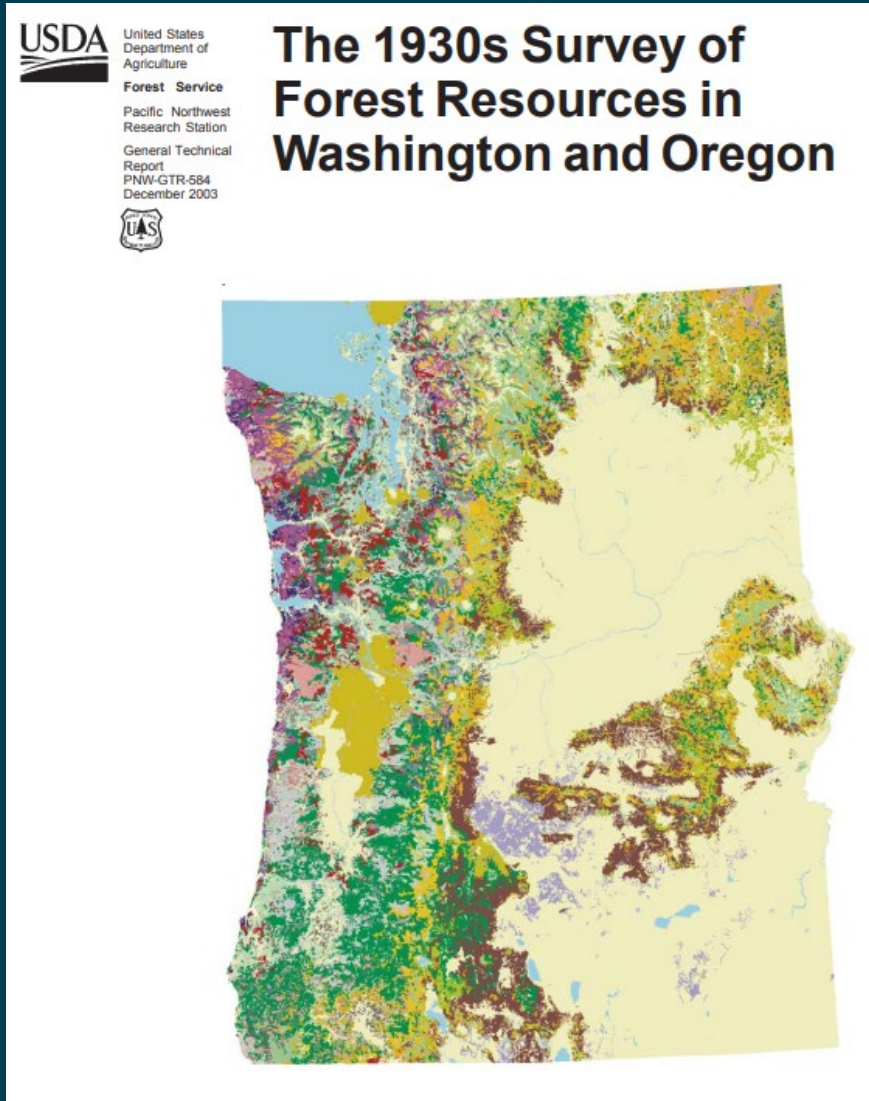 USDA
United States
Department of
Agriculture
Forest Service
Pacific Northwest
Research Station
General Technical
Report
PNW-GTR-584
December 2003
The 1930s Survey of
Forest Resources in
Washington and Oregon